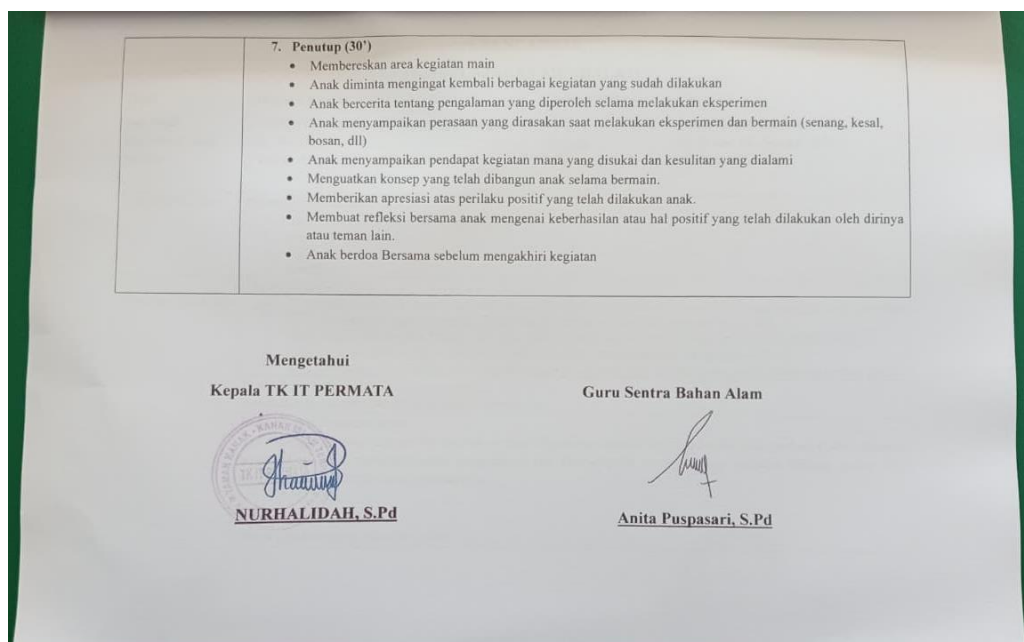 7. Penutup (30')
• Membereskan area kegiatan main
• Anak diminta mengingat kembali berbagai kegiatan yang sudah dilakukan
• Anak bercerita tentang pengalaman yang diperoleh selama melakukan eksperimen
• Anak menyampaikan perasaan yang dirasakan saat melakukan eksperimen dan bermain (senang, kesal,
bosan, dll)
• Anak menyampaikan pendapat kegiatan mana yang disukai dan kesulitan yang dialami
• Menguatkan konsep yang telah dibangun anak selama bermain.
• Memberikan apresiasi atas perilaku positif yang telah dilakukan anak.
• Membuat refleksi bersama anak mengenai keberhasilan atau hal positif yang telah dilakukan oleh dirinya
atau teman lain.
• Anak berdoa Bersama sebelum mengakhiri kegiatan
Mengetahui
Kepala TK IT PERMATA
Guru Sentra Bahan Alam
NURHALIDAH, S.Pd
Anita Puspasari, S.Pd